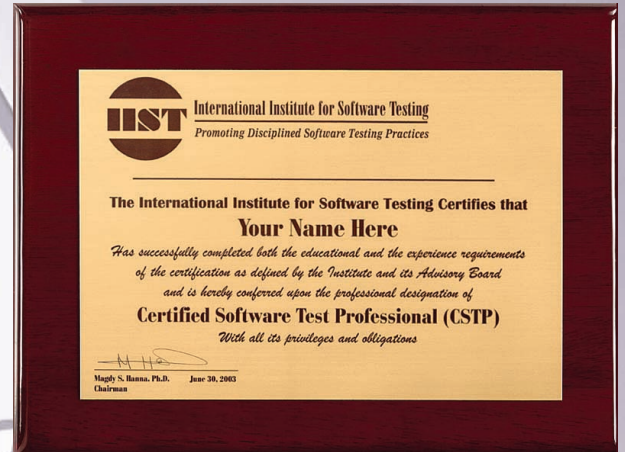 IIST
International Institute for Software Testing
Promoting Disciplined Software Testing Practices
The International Institute for Software Testing Certifies that
Your Name Here
Has successfully completed both the educational and the experience requirements
of the certification as defined by the Institute and its Advisory Board
and is hereby conferred upon the professional designation of
Certified Software Test Professional (CSTP)
With all its privileges and obligations
Magdy S. Hanna. Ph.D. June 30, 2003
Chairman